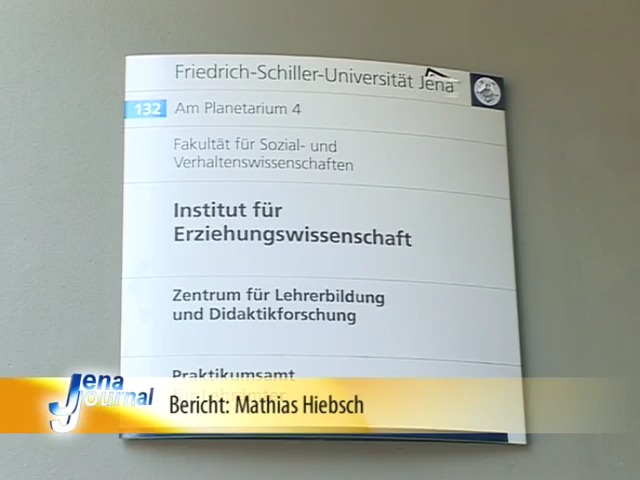 Friedrich-Schiller-Universität Jena
132 Am Planetarium 4
Fakultät für Sozial- und
Verhaltenswissenschaften
Institut für
Erziehungswissenschaft
Zentrum für Lehrerbildung
und Didaktikforschung
Praktikumsamt
Jena
Journal
Bericht: Mathias Hiebsch